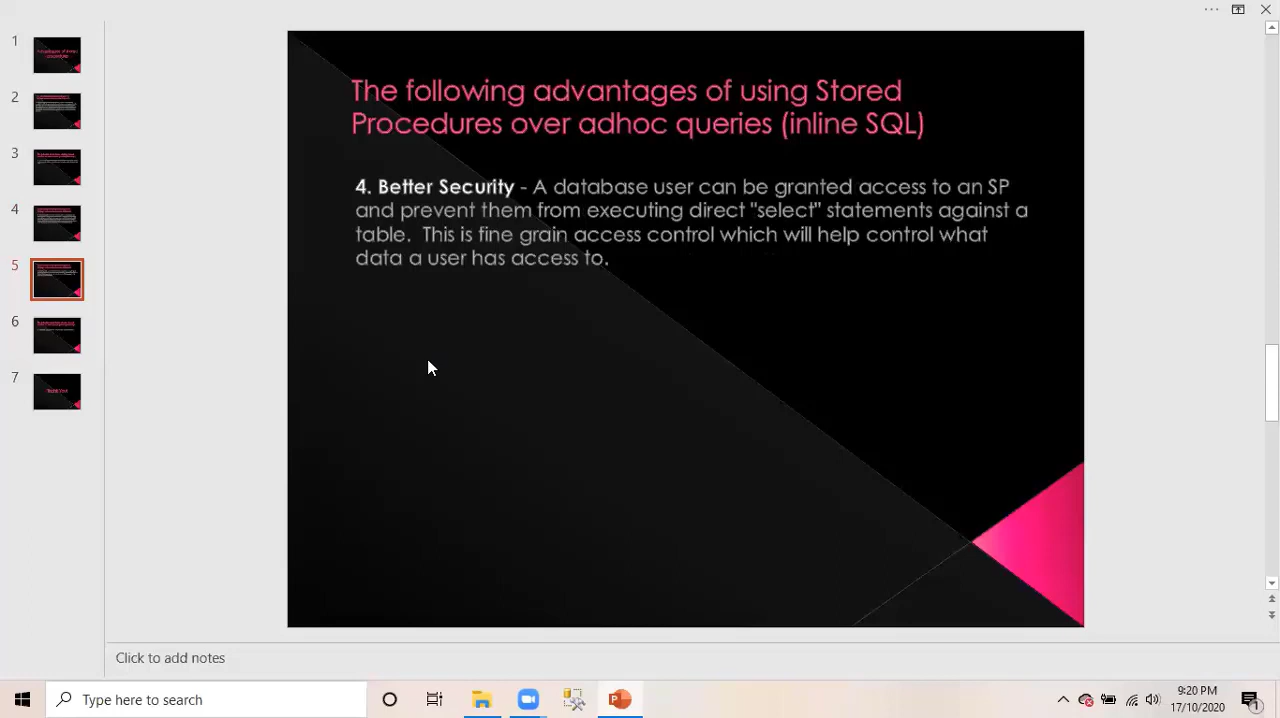 1
The following advantages of using Stored
Procedures over adhoc queries (inline SQL)
4. Better Security - A database user can be granted access to an SP
and prevent them from executing direct "select" statements against a
table.  This is fine grain access control which will help control what
data a user has access to.
4
5
6
7
Click to add notes
Type here to search
9:20 PM
17/10/2020